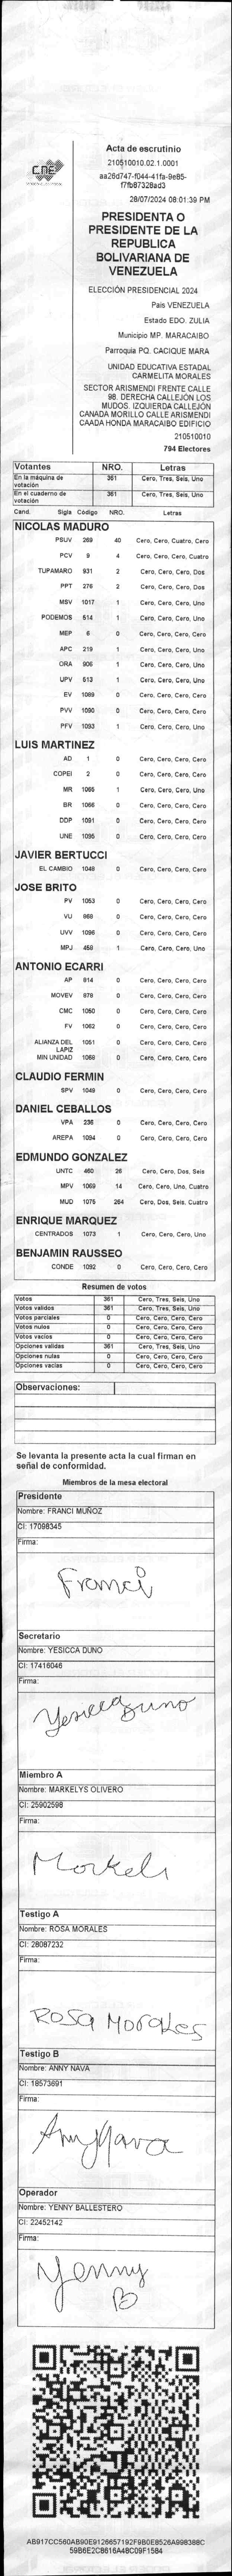 CNE
Acta de escrutinio
210510010.02.1.0001
aa26d747-f044-41fa-9e85-
f7fb87328ad3
28/07/2024 08:01:39 PM
PRESIDENTA O
PRESIDENTE DE LA
REPUBLICA
BOLIVARIANA DE
VENEZUELA
ELECCIÓN PRESIDENCIAL 2024
Pais VENEZUELA
Estado EDO. ZULIA
Municipio MP. MARACAIBO
Parroquia PQ. CACIQUE MARA
UNIDAD EDUCATIVA ESTADAL
CARMELITA MORALES
SECTOR ARISMENDI FRENTE CALLE
98. DERECHA CALLEJÓN LOS
MUDOS. IZQUIERDA CALLEJÓN
CANADA MORILLO CALLE ARISMENDI
CAADA HONDA MARACAIBO EDIFICIO
210510010
794 Electores
Votantes NRO. Letras
En la máquina de votación 361 Cero, Tres, Seis, Uno
En el cuaderno de votación 361 Cero, Tres, Seis, Uno
Cand. Sigla Código NRO. Letras
NICOLAS MADURO
PSUV 269 40 Cero, Cero, Cuatro, Cero
PCV 9 4 Cero, Cero, Cero, Cuatro
TUPAMARO 931 2 Cero, Cero, Cero, Dos
PPT 276 2 Cero, Cero, Cero, Dos
MSV 1017 1 Cero, Cero, Cero, Uno
PODEMOS 514 1 Cero, Cero, Cero, Uno
MEP 6 0 Cero, Cero, Cero, Cero
APC 219 1 Cero, Cero, Cero, Uno
ORA 906 1 Cero, Cero, Cero, Uno
UPV 513 1 Cero, Cero, Cero, Uno
EV 1089 0 Cero, Cero, Cero, Cero
PVV 1090 0 Cero, Cero, Cero, Cero
PFV 1093 1 Cero, Cero, Cero, Uno
LUIS MARTINEZ
AD 1 0 Cero, Cero, Cero, Cero
COPEI 2 0 Cero, Cero, Cero, Cero
MR 1065 1 Cero, Cero, Cero, Uno
BR 1066 0 Cero, Cero, Cero, Cero
DDP 1091 0 Cero, Cero, Cero, Cero
UNE 1095 0 Cero, Cero, Cero, Cero
JAVIER BERTUCCI
EL CAMBIO 1048 0 Cero, Cero, Cero, Cero
JOSE BRITO
PV 1053 0 Cero, Cero, Cero, Cero
VU 968 0 Cero, Cero, Cero, Cero
UVV 1096 0 Cero, Cero, Cero, Cero
MPJ 458 1 Cero, Cero, Cero, Uno
ANTONIO ECARRI
AP 914 0 Cero, Cero, Cero, Cero
MOVEV 978 0 Cero, Cero, Cero, Cero
CMC 1050 0 Cero, Cero, Cero, Cero
FV 1062 0 Cero, Cero, Cero, Cero
ALIANZA DEL LAPIZ 1051 0 Cero, Cero, Cero, Cero
MIN UNIDAD 1068 0 Cero, Cero, Cero, Cero
CLAUDIO FERMIN
SPV 1049 0 Cero, Cero, Cero, Cero
DANIEL CEBALLOS
VPA 236 0 Cero, Cero, Cero, Cero
AREPA 1094 0 Cero, Cero, Cero, Cero
EDMUNDO GONZALEZ
UNTC 460 26 Cero, Cero, Dos, Seis
MPV 1069 14 Cero, Cero, Uno, Cuatro
MUD 1075 264 Cero, Dos, Seis, Cuatro
ENRIQUE MARQUEZ
CENTRADOS 1073 1 Cero, Cero, Cero, Uno
BENJAMIN RAUSSEO
CONDE 1092 0 Cero, Cero, Cero, Cero
Resumen de votos
Votos 361 Cero, Tres, Seis, Uno
Votos validos 361 Cero, Tres, Seis, Uno
Votos parciales 0 Cero, Cero, Cero, Cero
Votos nulos 0 Cero, Cero, Cero, Cero
Votos vacios 0 Cero, Cero, Cero, Cero
Opciones validas 361 Cero, Tres, Seis, Uno
Opciones nulas 0 Cero, Cero, Cero, Cero
Opciones vacias 0 Cero, Cero, Cero, Cero
Observaciones:
Se levanta la presente acta la cual firman en
señal de conformidad.
Miembros de la mesa electoral
Presidente
Nombre: FRANCI MUÑOZ
CI: 17098345
Firma:
Franci
Secretario
Nombre: YESICCA DUNO
CI: 17416046
Firma:
Yesicca Duno
Miembro A
Nombre: MARKELYS OLIVERO
CI: 25902598
Firma:
Markels
Testigo A
Nombre: ROSA MORALES
CI: 28087232
Firma:
Rosa Morales
Testigo B
Nombre: ANNY NAVA
CI: 18573691
Firma:
Anny Nava
Operador
Nombre: YENNY BALLESTERO
CI: 22452142
Firma:
Yenny
B
AB917CC560AB90E9126657192F9B0E8526A998388C
59B6E2C8616A48C09F1584